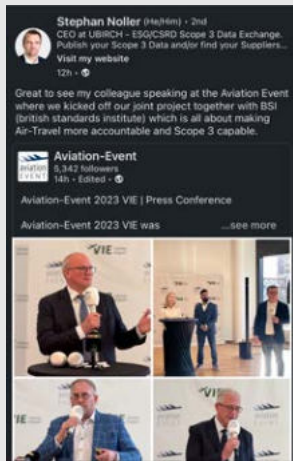 Stephan Noller (He/Him) • 2nd
CEO at UBIRCH - ESG/CSRD Scope 3 Data Exchange.
Publish your Scope 3 Data and/or find your Suppliers...
Visit my website
12h •
Great to see my colleague speaking at the Aviation Event
where we kicked off our joint project together with BSI
(british standards institute) which is all about making
Air-Travel more accountable and Scope 3 capable.
aviation
EVENT
Aviation-Event
5,342 followers
14h • Edited •
Aviation-Event 2023 VIE | Press Conference
Aviation-Event 2023 VIE was ...see more
VIE
VIE